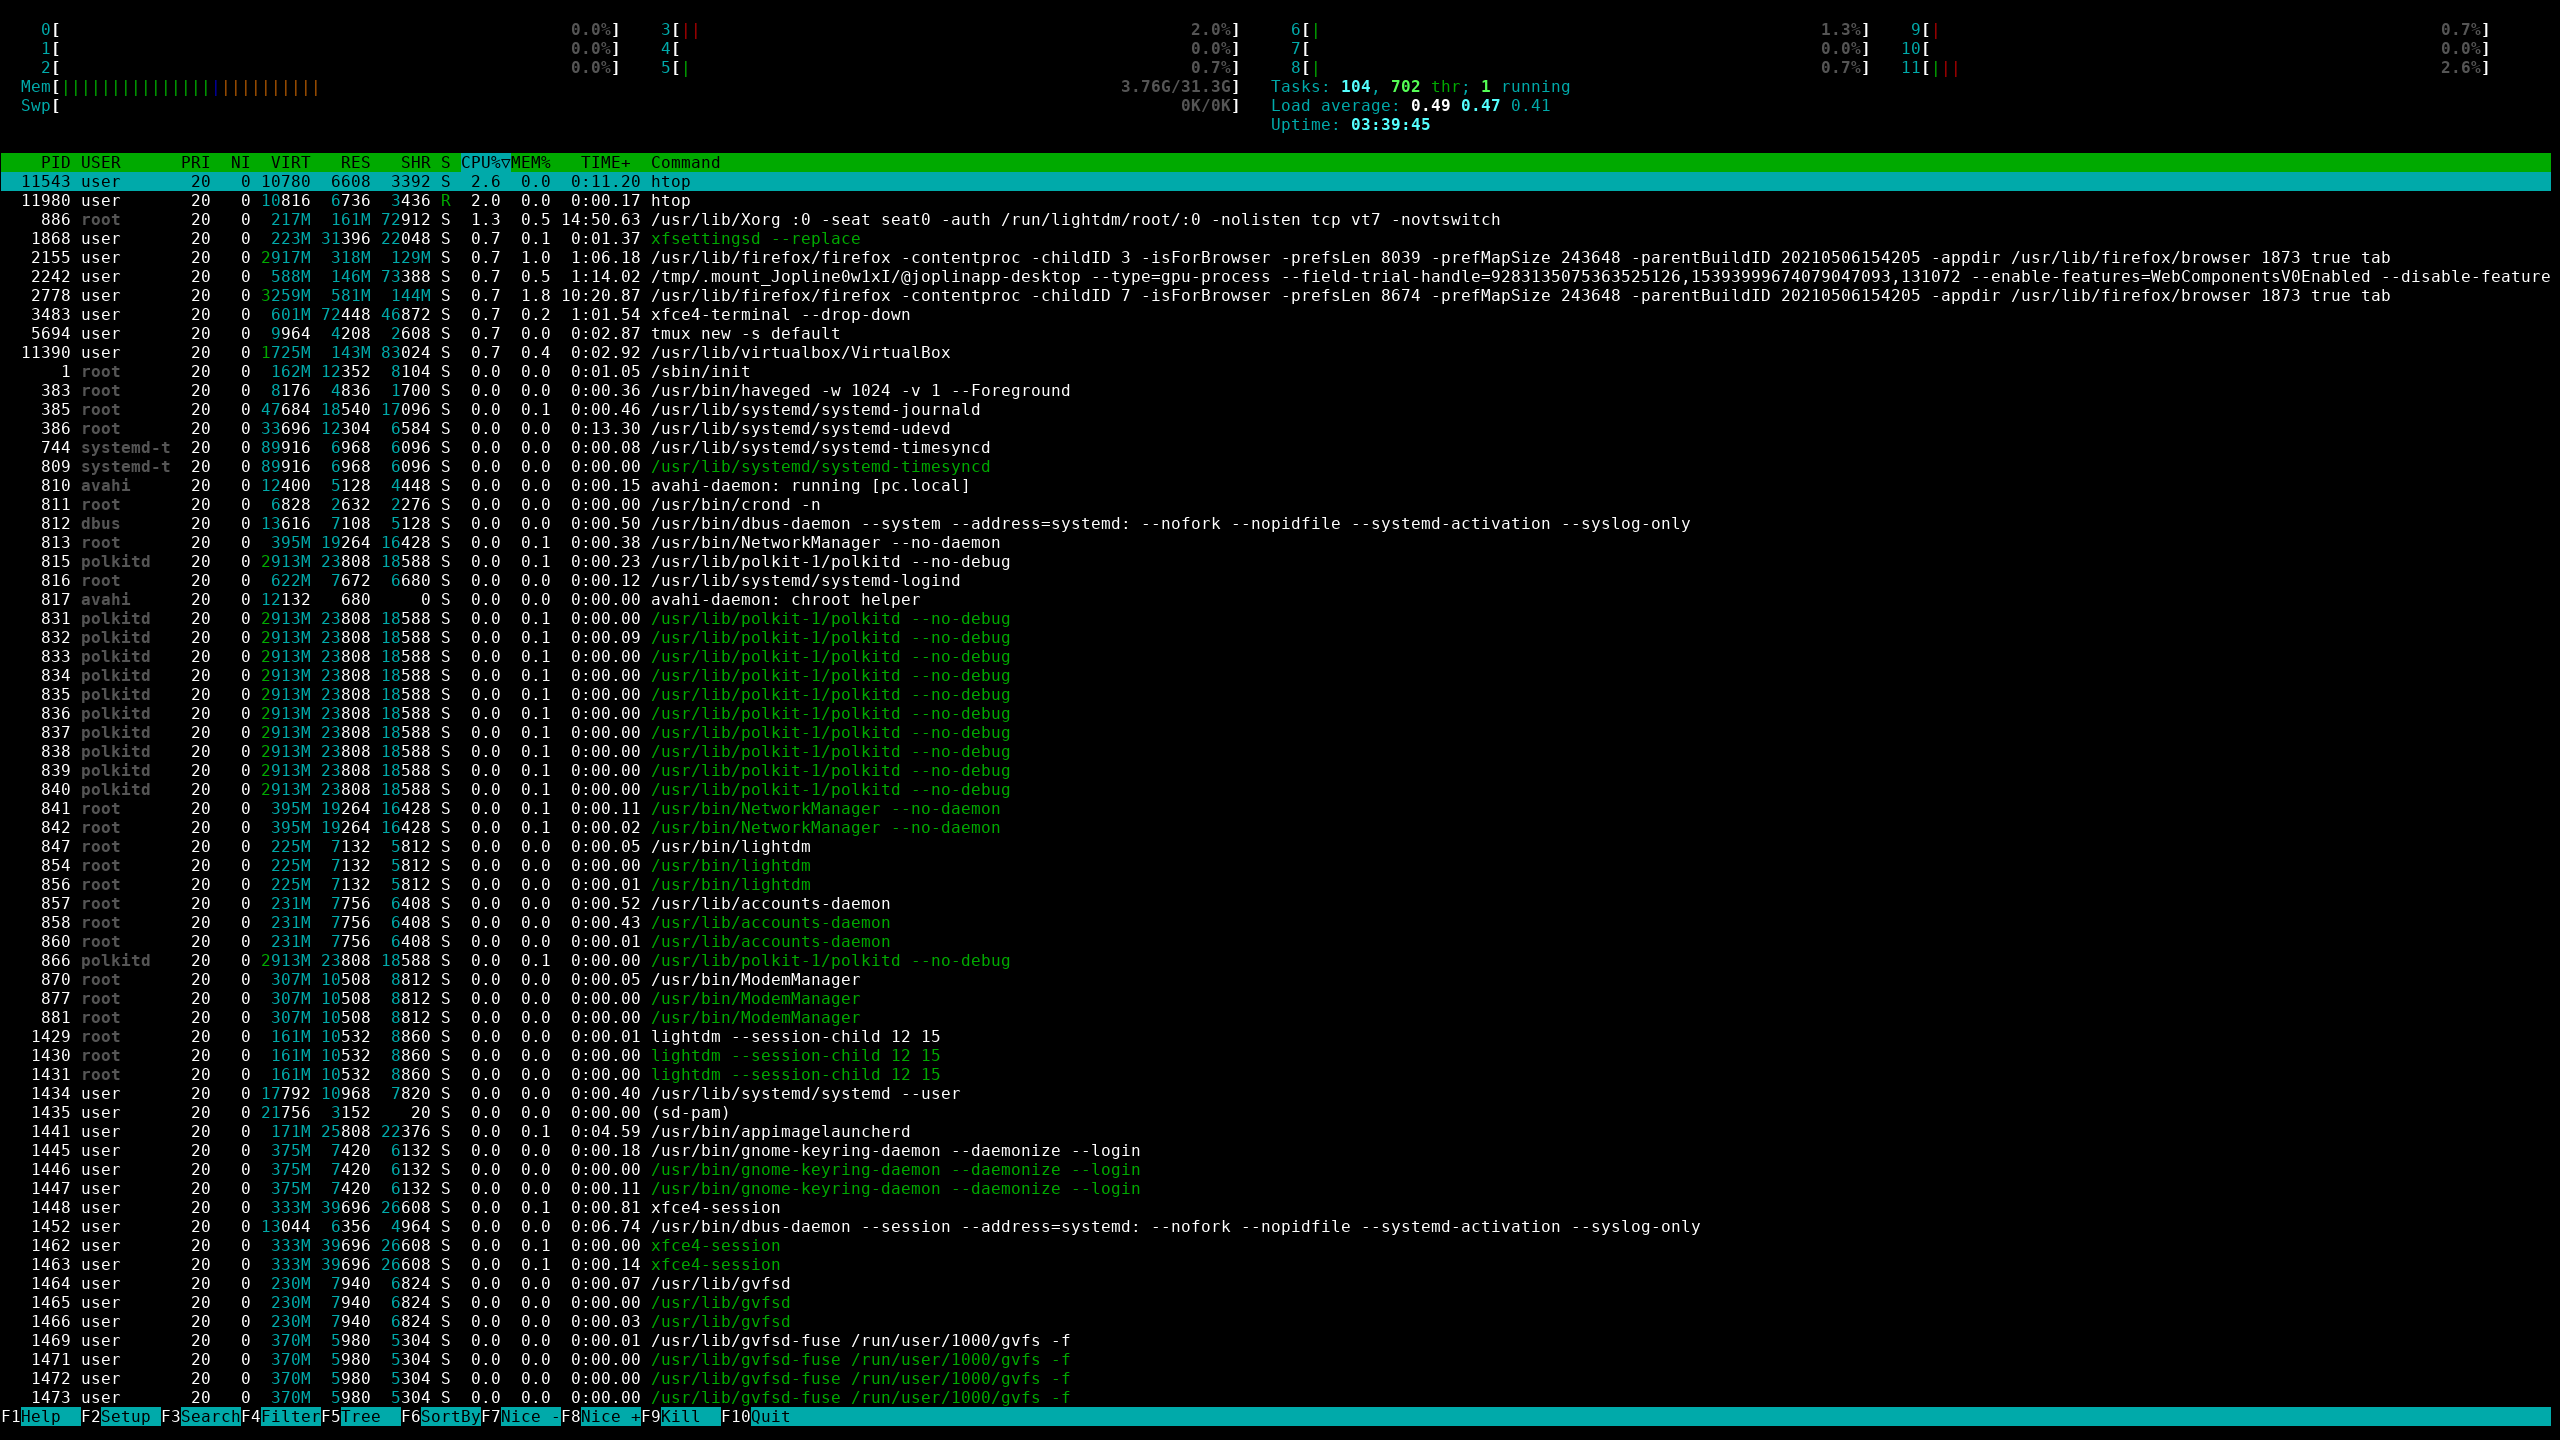 0[ 0.0%] 3[|| 2.0%] 6[| 1.3%] 9[| 0.7%]
1[ 0.0%] 4[ 0.0%] 7[ 0.0%] 10[ 0.0%]
2[ 0.0%] 5[| 0.7%] 8[| 0.7%] 11[||| 2.6%]
Mem[|||||||||||||||||||||||||| 3.76G/31.3G] Tasks: 104, 702 thr; 1 running
Swp[ 0K/0K] Load average: 0.49 0.47 0.41
Uptime: 03:39:45
PID USER PRI NI VIRT RES SHR S CPU%▽MEM% TIME+ Command
11543 user 20 0 10780 6608 3392 S 2.6 0.0 0:11.20 htop
11980 user 20 0 10816 6736 3436 R 2.0 0.0 0:00.17 htop
886 root 20 0 217M 161M 72912 S 1.3 0.5 14:50.63 /usr/lib/Xorg :0 -seat seat0 -auth /run/lightdm/root/:0 -nolisten tcp vt7 -novtswitch
1868 user 20 0 223M 31396 22048 S 0.7 0.1 0:01.37 xfsettingsd --replace
2155 user 20 0 2917M 318M 129M S 0.7 1.0 1:06.18 /usr/lib/firefox/firefox -contentproc -childID 3 -isForBrowser -prefsLen 8039 -prefMapSize 243648 -parentBuildID 20210506154205 -appdir /usr/lib/firefox/browser 1873 true tab
2242 user 20 0 588M 146M 73388 S 0.7 0.5 1:14.02 /tmp/.mount_Jopline0w1xI/@joplinapp-desktop --type=gpu-process --field-trial-handle=9283135075363525126,15393999674079047093,131072 --enable-features=WebComponentsV0Enabled --disable-feature
2778 user 20 0 3259M 581M 144M S 0.7 1.8 10:20.87 /usr/lib/firefox/firefox -contentproc -childID 7 -isForBrowser -prefsLen 8674 -prefMapSize 243648 -parentBuildID 20210506154205 -appdir /usr/lib/firefox/browser 1873 true tab
3483 user 20 0 601M 72448 46872 S 0.7 0.2 1:01.54 xfce4-terminal --drop-down
5694 user 20 0 9964 4208 2608 S 0.7 0.0 0:02.87 tmux new -s default
11390 user 20 0 1725M 143M 83024 S 0.7 0.4 0:02.92 /usr/lib/virtualbox/VirtualBox
1 root 20 0 162M 12352 8104 S 0.0 0.0 0:01.05 /sbin/init
383 root 20 0 8176 4836 1700 S 0.0 0.0 0:00.36 /usr/bin/haveged -w 1024 -v 1 --Foreground
385 root 20 0 47684 18540 17096 S 0.0 0.1 0:00.46 /usr/lib/systemd/systemd-journald
386 root 20 0 33696 12304 6584 S 0.0 0.0 0:13.30 /usr/lib/systemd/systemd-udevd
744 systemd-t 20 0 89916 6968 6096 S 0.0 0.0 0:00.08 /usr/lib/systemd/systemd-timesyncd
809 systemd-t 20 0 89916 6968 6096 S 0.0 0.0 0:00.00 /usr/lib/systemd/systemd-timesyncd
810 avahi 20 0 12400 5128 4448 S 0.0 0.0 0:00.15 avahi-daemon: running [pc.local]
811 root 20 0 6828 2632 2276 S 0.0 0.0 0:00.00 /usr/bin/crond -n
812 dbus 20 0 13616 7108 5128 S 0.0 0.0 0:00.50 /usr/bin/dbus-daemon --system --address=systemd: --nofork --nopidfile --systemd-activation --syslog-only
813 root 20 0 395M 19264 16428 S 0.0 0.1 0:00.38 /usr/bin/NetworkManager --no-daemon
815 polkitd 20 0 2913M 23808 18588 S 0.0 0.1 0:00.23 /usr/lib/polkit-1/polkitd --no-debug
816 root 20 0 622M 7672 6680 S 0.0 0.0 0:00.12 /usr/lib/systemd/systemd-logind
817 avahi 20 0 12132 680 0 S 0.0 0.0 0:00.00 avahi-daemon: chroot helper
831 polkitd 20 0 2913M 23808 18588 S 0.0 0.1 0:00.00 /usr/lib/polkit-1/polkitd --no-debug
832 polkitd 20 0 2913M 23808 18588 S 0.0 0.1 0:00.09 /usr/lib/polkit-1/polkitd --no-debug
833 polkitd 20 0 2913M 23808 18588 S 0.0 0.1 0:00.00 /usr/lib/polkit-1/polkitd --no-debug
834 polkitd 20 0 2913M 23808 18588 S 0.0 0.1 0:00.00 /usr/lib/polkit-1/polkitd --no-debug
835 polkitd 20 0 2913M 23808 18588 S 0.0 0.1 0:00.00 /usr/lib/polkit-1/polkitd --no-debug
836 polkitd 20 0 2913M 23808 18588 S 0.0 0.1 0:00.00 /usr/lib/polkit-1/polkitd --no-debug
837 polkitd 20 0 2913M 23808 18588 S 0.0 0.1 0:00.00 /usr/lib/polkit-1/polkitd --no-debug
838 polkitd 20 0 2913M 23808 18588 S 0.0 0.1 0:00.00 /usr/lib/polkit-1/polkitd --no-debug
839 polkitd 20 0 2913M 23808 18588 S 0.0 0.1 0:00.00 /usr/lib/polkit-1/polkitd --no-debug
840 polkitd 20 0 2913M 23808 18588 S 0.0 0.1 0:00.00 /usr/lib/polkit-1/polkitd --no-debug
841 root 20 0 395M 19264 16428 S 0.0 0.1 0:00.11 /usr/bin/NetworkManager --no-daemon
842 root 20 0 395M 19264 16428 S 0.0 0.1 0:00.02 /usr/bin/NetworkManager --no-daemon
847 root 20 0 225M 7132 5812 S 0.0 0.0 0:00.05 /usr/bin/lightdm
854 root 20 0 225M 7132 5812 S 0.0 0.0 0:00.00 /usr/bin/lightdm
856 root 20 0 225M 7132 5812 S 0.0 0.0 0:00.01 /usr/bin/lightdm
857 root 20 0 231M 7756 6408 S 0.0 0.0 0:00.52 /usr/lib/accounts-daemon
858 root 20 0 231M 7756 6408 S 0.0 0.0 0:00.43 /usr/lib/accounts-daemon
860 root 20 0 231M 7756 6408 S 0.0 0.0 0:00.01 /usr/lib/accounts-daemon
866 polkitd 20 0 2913M 23808 18588 S 0.0 0.1 0:00.00 /usr/lib/polkit-1/polkitd --no-debug
870 root 20 0 307M 10508 8812 S 0.0 0.0 0:00.05 /usr/bin/ModemManager
877 root 20 0 307M 10508 8812 S 0.0 0.0 0:00.00 /usr/bin/ModemManager
881 root 20 0 307M 10508 8812 S 0.0 0.0 0:00.00 /usr/bin/ModemManager
1429 root 20 0 161M 10532 8860 S 0.0 0.0 0:00.01 lightdm --session-child 12 15
1430 root 20 0 161M 10532 8860 S 0.0 0.0 0:00.00 lightdm --session-child 12 15
1431 root 20 0 161M 10532 8860 S 0.0 0.0 0:00.00 lightdm --session-child 12 15
1434 user 20 0 17792 10968 7820 S 0.0 0.0 0:00.40 /usr/lib/systemd/systemd --user
1435 user 20 0 21756 3152 20 S 0.0 0.0 0:00.00 (sd-pam)
1441 user 20 0 171M 25808 22376 S 0.0 0.1 0:04.59 /usr/bin/appimagelauncherd
1445 user 20 0 375M 7420 6132 S 0.0 0.0 0:00.18 /usr/bin/gnome-keyring-daemon --daemonize --login
1446 user 20 0 375M 7420 6132 S 0.0 0.0 0:00.00 /usr/bin/gnome-keyring-daemon --daemonize --login
1447 user 20 0 375M 7420 6132 S 0.0 0.0 0:00.11 /usr/bin/gnome-keyring-daemon --daemonize --login
1448 user 20 0 333M 39696 26608 S 0.0 0.1 0:00.81 xfce4-session
1452 user 20 0 13044 6356 4964 S 0.0 0.0 0:06.74 /usr/bin/dbus-daemon --session --address=systemd: --nofork --nopidfile --systemd-activation --syslog-only
1462 user 20 0 333M 39696 26608 S 0.0 0.1 0:00.00 xfce4-session
1463 user 20 0 333M 39696 26608 S 0.0 0.1 0:00.14 xfce4-session
1464 user 20 0 230M 7940 6824 S 0.0 0.0 0:00.07 /usr/lib/gvfsd
1465 user 20 0 230M 7940 6824 S 0.0 0.0 0:00.00 /usr/lib/gvfsd
1466 user 20 0 230M 7940 6824 S 0.0 0.0 0:00.03 /usr/lib/gvfsd
1469 user 20 0 370M 5980 5304 S 0.0 0.0 0:00.01 /usr/lib/gvfsd-fuse /run/user/1000/gvfs -f
1471 user 20 0 370M 5980 5304 S 0.0 0.0 0:00.00 /usr/lib/gvfsd-fuse /run/user/1000/gvfs -f
1472 user 20 0 370M 5980 5304 S 0.0 0.0 0:00.00 /usr/lib/gvfsd-fuse /run/user/1000/gvfs -f
1473 user 20 0 370M 5980 5304 S 0.0 0.0 0:00.00 /usr/lib/gvfsd-fuse /run/user/1000/gvfs -f
F1Help F2Setup F3SearchF4FilterF5Tree F6SortByF7Nice -F8Nice +F9Kill F10Quit